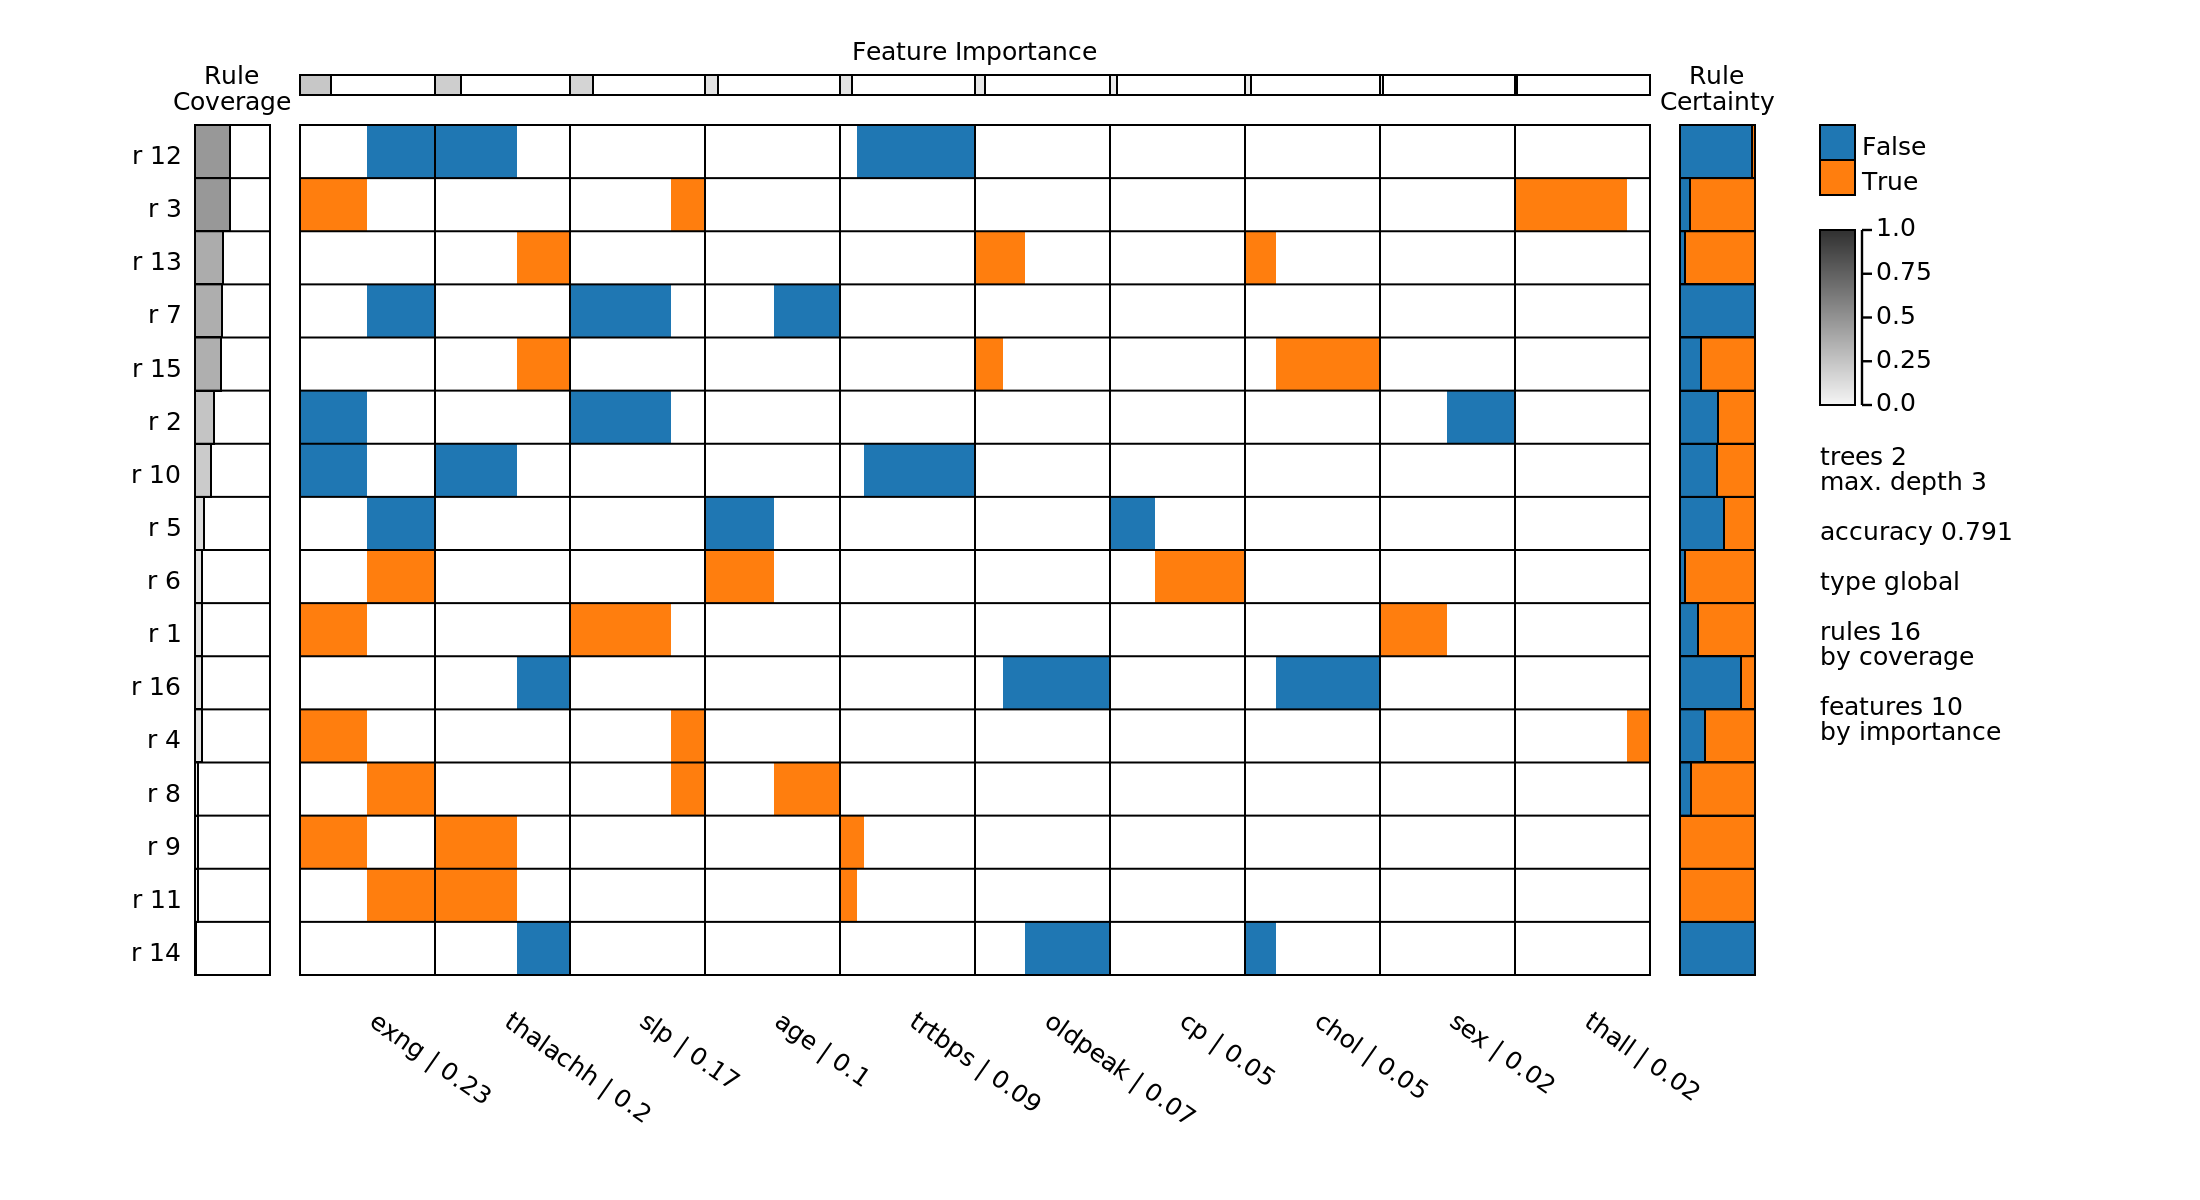 Feature Importance
Rule
Coverage
Rule
Certainty
r 12
r 3
r 13
r 7
r 15
r 2
r 10
r 5
r 6
r 1
r 16
r 4
r 8
r 9
r 11
r 14
False
True
1.0
0.75
0.5
0.25
0.0
trees 2
max. depth 3
accuracy 0.791
type global
rules 16
by coverage
features 10
by importance
exng | 0.23
thalachh | 0.2
slp | 0.17
age | 0.1
trtbps | 0.09
oldpeak | 0.07
cp | 0.05
chol | 0.05
sex | 0.02
thall | 0.02